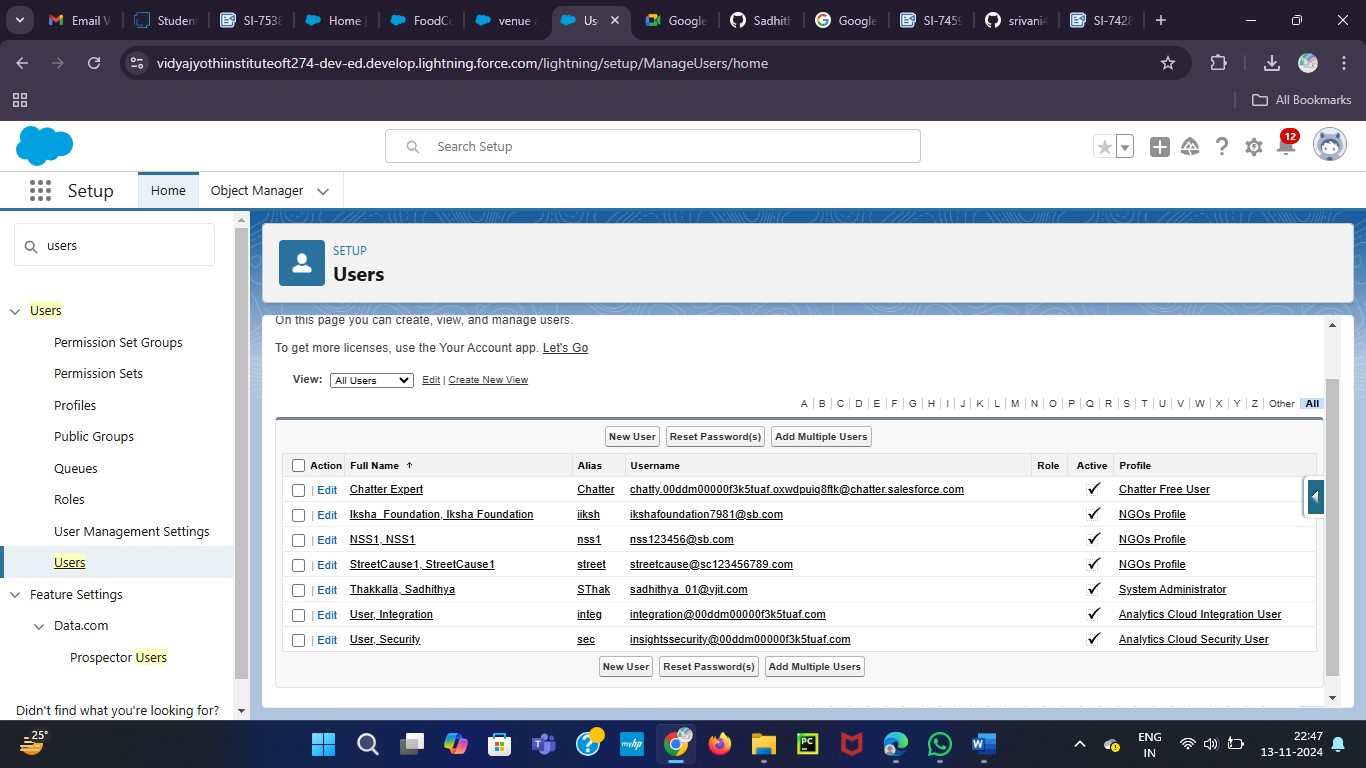 Email V
Student
SI-7538
Home |
FoodCo
venue a
Use
Google
Sadhith
Google
SI-7459
srivani4
SI-7428
vidyajyothiinstituteoft274-dev-ed.develop.lightning.force.com/lightning/setup/ManageUsers/home
All Bookmarks
Search Setup
12
Setup
Home
Object Manager
users
Users
Permission Set Groups
Permission Sets
Profiles
Public Groups
Queues
Roles
User Management Settings
Users
Feature Settings
Data.com
Prospector Users
Didn't find what you're looking for?
SETUP
Users
On this page you can create, view, and manage users.
To get more licenses, use the Your Account app. Let's Go
View: All Users Edit | Create New View
A | B | C | D | E | F | G | H | I | J | K | L | M | N | O | P | Q | R | S | T | U | V | W | X | Y | Z | Other All
New User Reset Password(s) Add Multiple Users
Action Full Name ↑ Alias Username Role Active Profile
| Edit Chatter Expert Chatter chatty.00ddm00000f3k5tuaf.oxwdpuiq8ftk@chatter.salesforce.com ✓ Chatter Free User
| Edit Iksha_Foundation, Iksha Foundation iiksh ikshafoundation7981@sb.com ✓ NGOs Profile
| Edit NSS1, NSS1 nss1 nss123456@sb.com ✓ NGOs Profile
| Edit StreetCause1, StreetCause1 street streetcause@sc123456789.com ✓ NGOs Profile
| Edit Thakkalla, Sadhithya SThak sadhithya_01@vjit.com ✓ System Administrator
| Edit User, Integration integ integration@00ddm00000f3k5tuaf.com ✓ Analytics Cloud Integration User
| Edit User, Security sec insightssecurity@00ddm00000f3k5tuaf.com ✓ Analytics Cloud Security User
New User Reset Password(s) Add Multiple Users
25°
myhp
PC
ENG
IN
22:47
13-11-2024